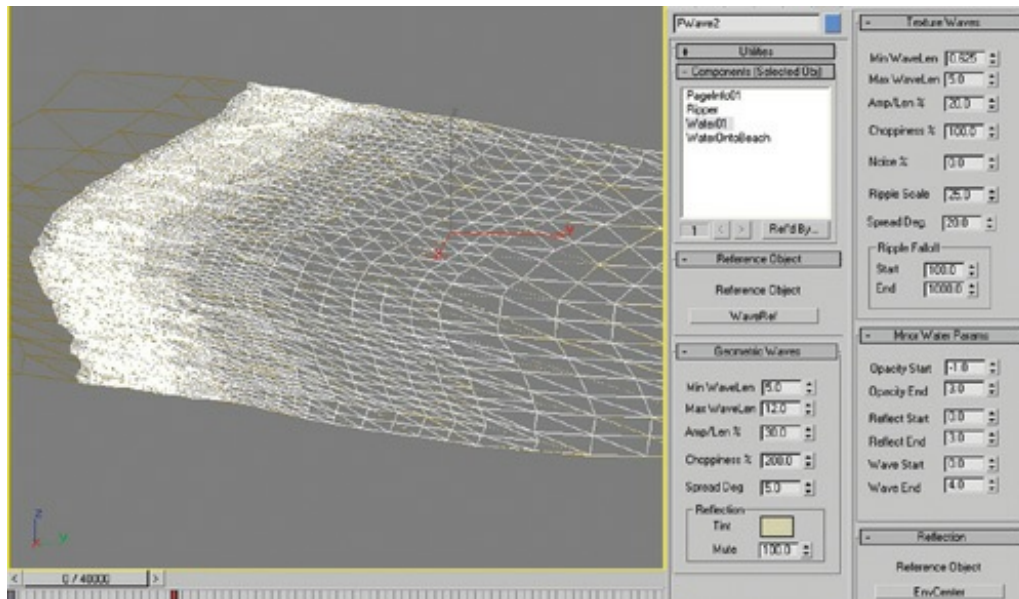 PWave2
Utilities
- Components (Selected Obj)
PageInfo01
Ripper
Water01
WaterOntoBeach
1 < > Ref'd By...
- Reference Object
Reference Object
WaveRef
- Geometric Waves
Min WaveLen 5.0
Max WaveLen 12.0
Amp/Len % 30.0
Choppiness % 200.0
Spread Deg 5.0
Reflection
Tint
Mute 100.0
- Texture Waves
Min WaveLen 0.825
Max WaveLen 5.0
Amp/Len % 20.0
Choppiness % 100.0
Noise % 0.0
Ripple Scale 25.0
Spread Deg. 20.0
Ripple Falloff
Start 100.0
End 1000.0
- Minor Water Params
Opacity Start -1.0
Opacity End 3.0
Reflect Start 0.0
Reflect End 3.0
Wave Start 0.0
Wave End 4.0
- Reflection
Reference Object
EnvCenter
z
x y
< 0 / 40000 >